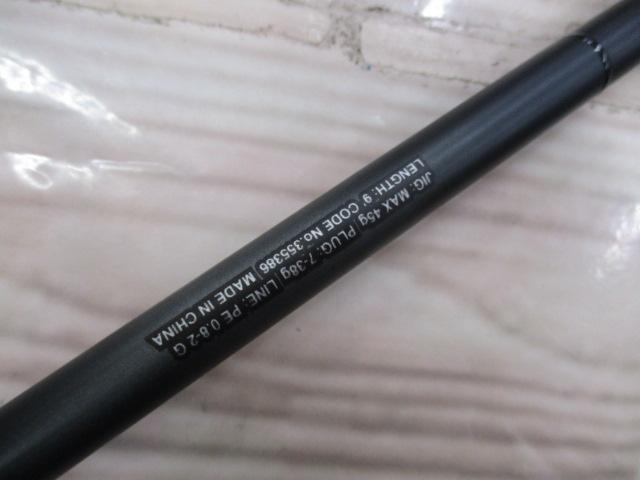 JIG: MAX 45g | PLUG: 7-38g | LINE: PE 0.8-2 G
LENGTH: 9' CODE No.355386 | MADE IN CHINA